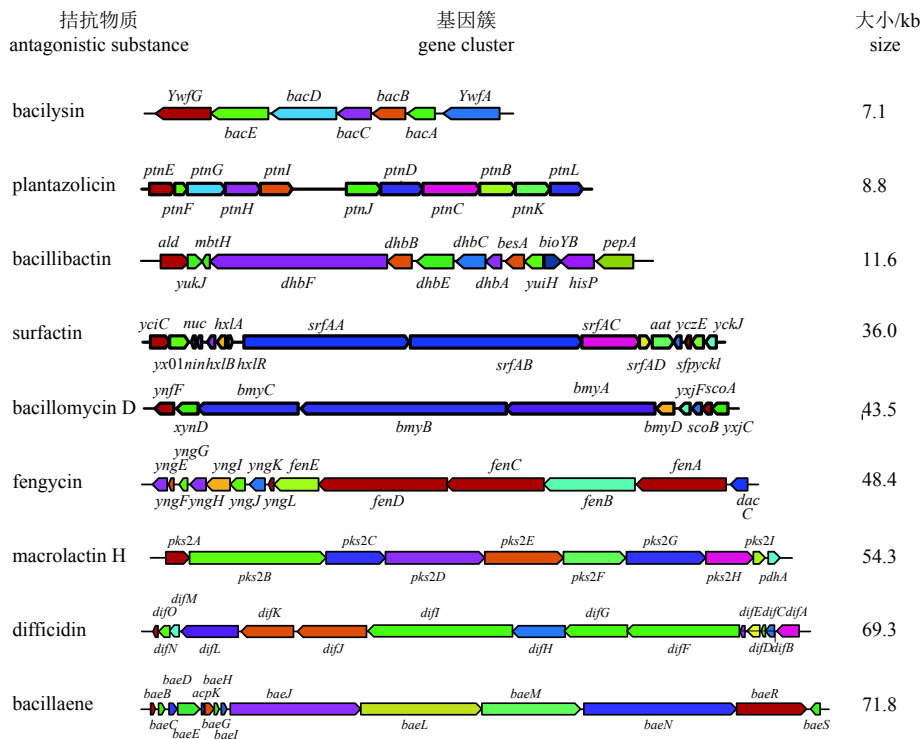 拮抗物质 基因簇 大小/kb
antagonistic substance gene cluster size
YwfG bacD bacB YwfA
bacilysin 7.1
bacE bacC bacA
ptnE ptnG ptnI ptnD ptnB ptnL
plantazolicin 8.8
ptnF ptnH ptnJ ptnC ptnK
ald mbtH dhbB dhbC besA bioYB pepA
bacillibactin 11.6
yukJ dhbF dhbE dhbA yuiH hisP
yciC nuc hxlA srfAA srfAC aat yczE yckJ
surfactin 36.0
yx01 nin hxlB hxlR srfAB srfAD sfp yckl
ynfF bmyC bmyA yxjF scoA
bacillomycin D 43.5
xynD bmyB bmyD scoB yxjC
yngG
yngE yngI yngK fenE fenC fenA
fengycin 48.4
yngF yngH yngJ yngL fenD fenB dac
C
pks2A pks2C pks2E pks2G pks2I
macrolactin H 54.3
pks2B pks2D pks2F pks2H pdhA
difM
difO difK difI difG difE difC difA
difficidin 69.3
difN difL difJ difH difF difD difB
baeD baeH
baeB acpK baeJ baeM baeR
bacillaene 71.8
baeC baeG baeL baeN baeS
baeE baeI